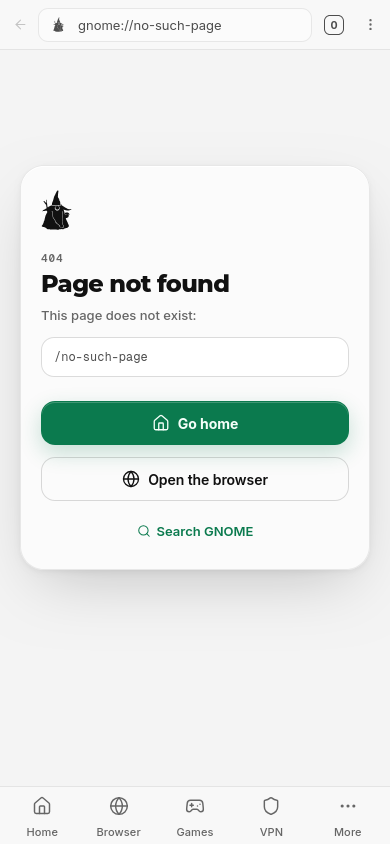 gnome://no-such-page
0
404
Page not found
This page does not exist:
/no-such-page
Go home
Open the browser
Search GNOME
Home
Browser
Games
VPN
More